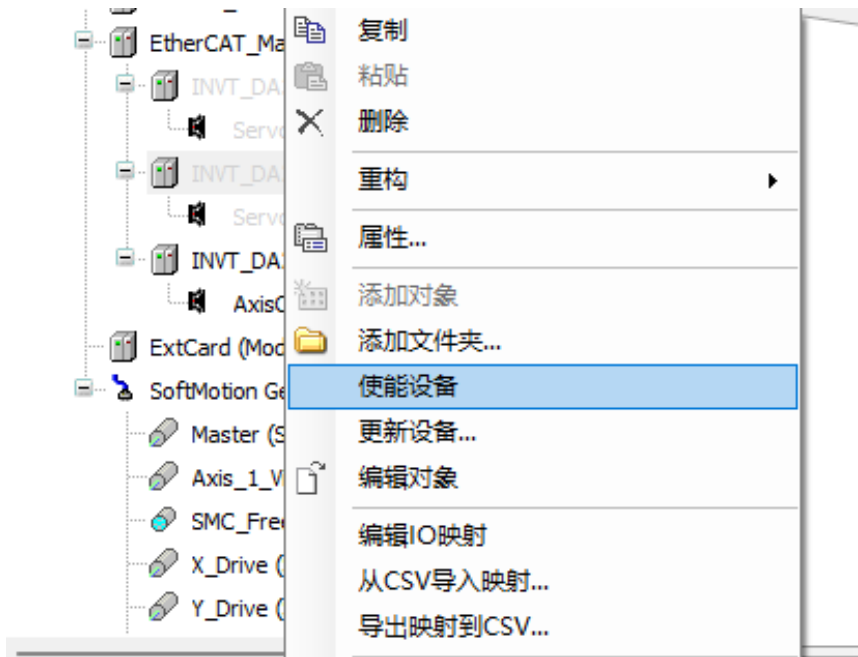 EtherCAT_Ma
INVT_DA
Servo
INVT_DA
Servo
INVT_DA
AxisC
ExtCard (Mod
SoftMotion Ge
Master (S
Axis_1_V
SMC_Free
X_Drive (
Y_Drive (
复制
粘贴
删除
重构
属性...
添加对象
添加文件夹...
使能设备
更新设备...
编辑对象
编辑IO映射
从CSV导入映射...
导出映射到CSV...